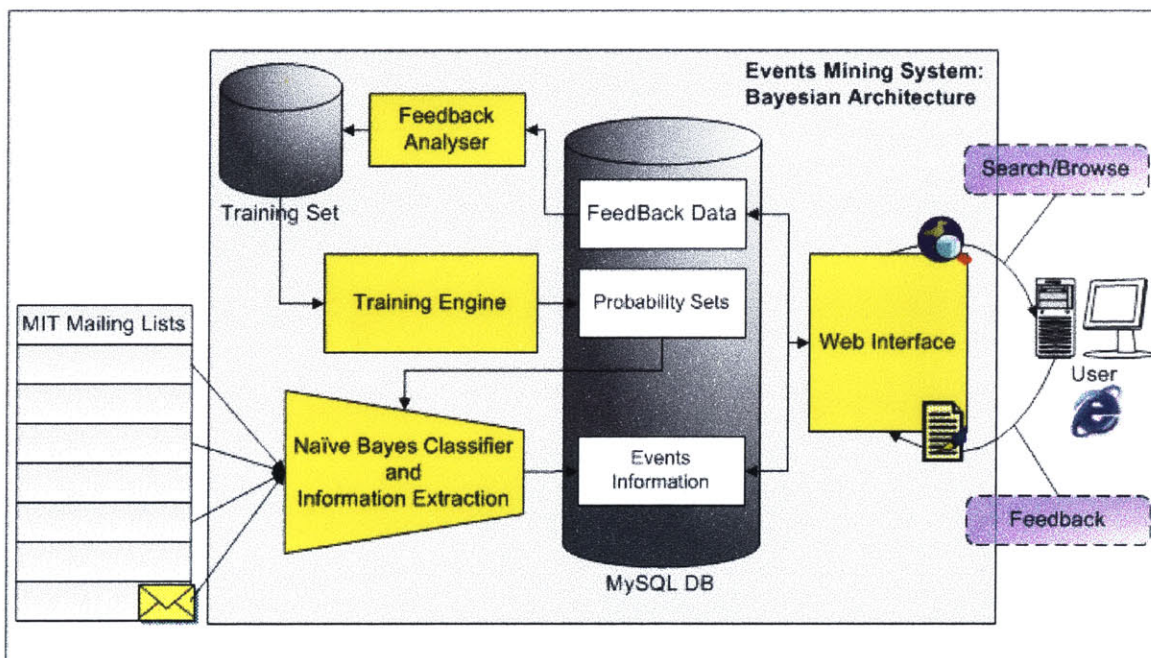 Events Mining System:
Bayesian Architecture
Feedback
Analyser
Training Set
FeedBack Data
Search/Browse
Training Engine
Probability Sets
MIT Mailing Lists
Web Interface
User
Naïve Bayes Classifier
and
Information Extraction
Events
Information
Feedback
MySQL DB